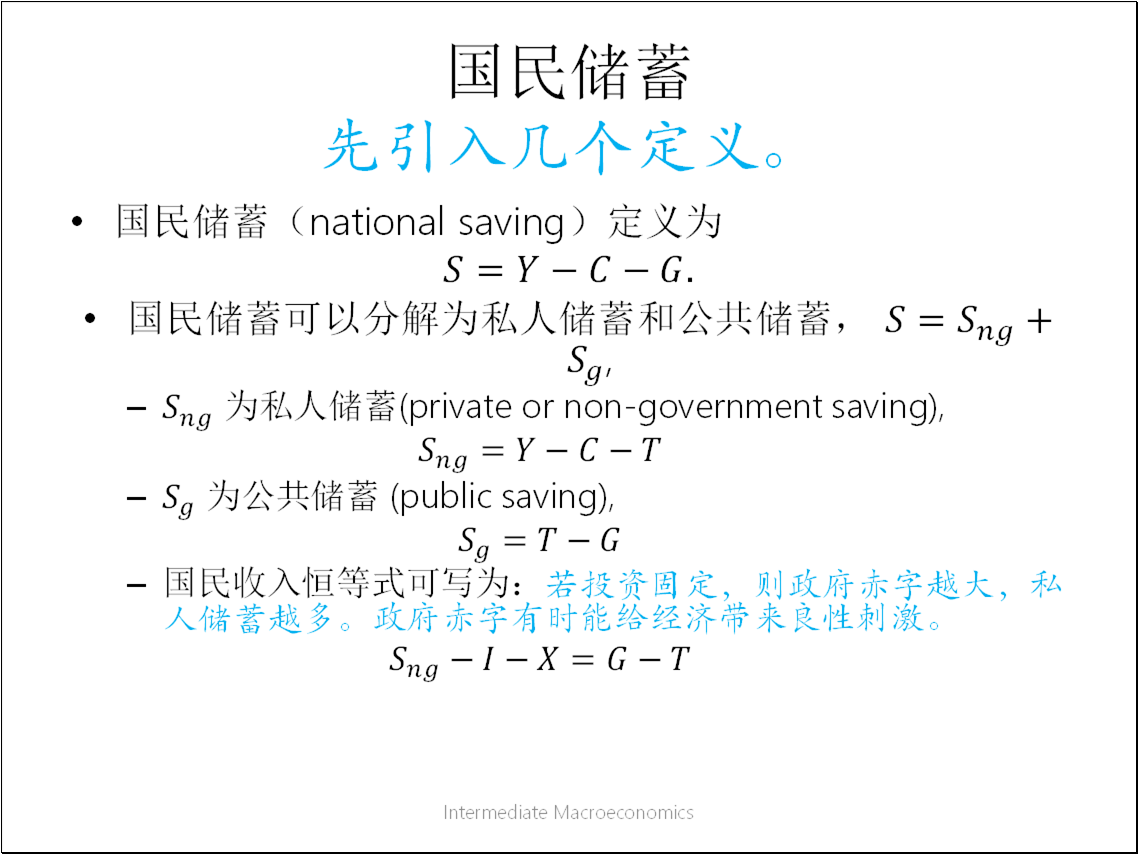 国民储蓄
先引入几个定义。
• 国民储蓄（national saving）定义为
S = Y − C − G.
• 国民储蓄可以分解为私人储蓄和公共储蓄， S = S_{ng} +
S_g,
– S_{ng} 为私人储蓄(private or non-government saving),
S_{ng} = Y − C − T
– S_g 为公共储蓄 (public saving),
S_g = T − G
– 国民收入恒等式可写为：若投资固定，则政府赤字越大，私
人储蓄越多。政府赤字有时能给经济带来良性刺激。
S_{ng} − I − X = G − T
Intermediate Macroeconomics